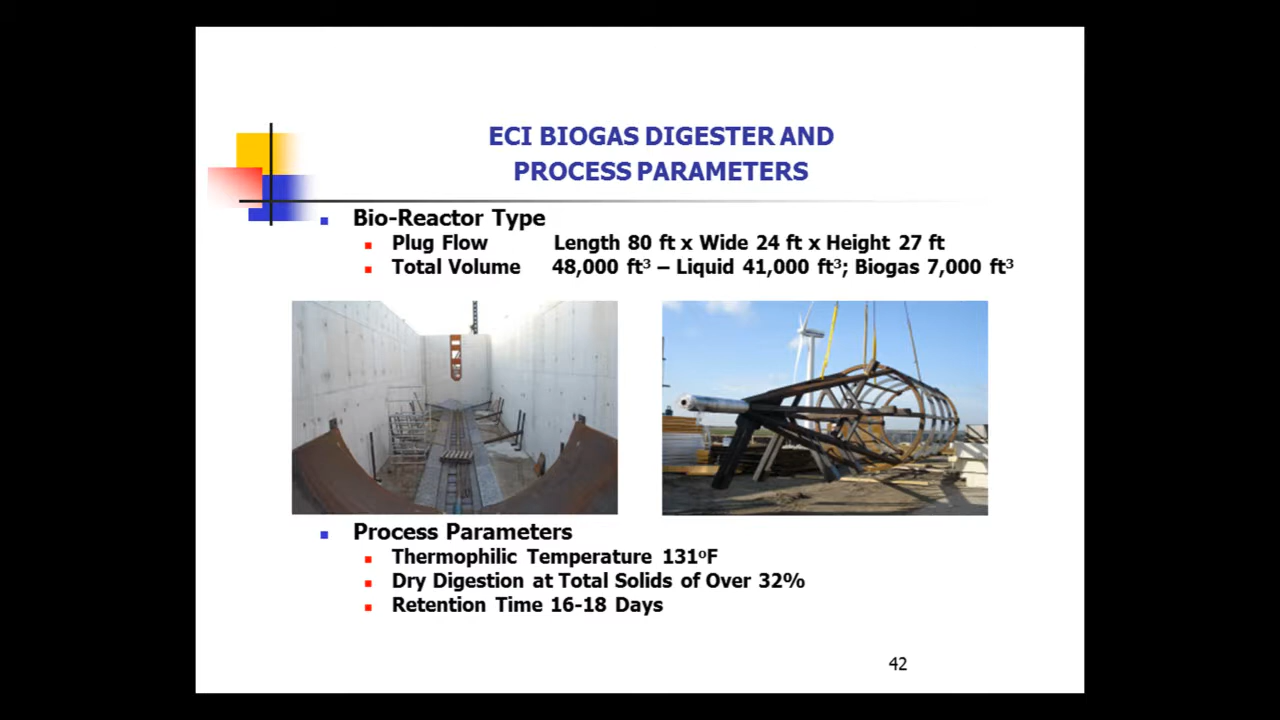 ECI BIOGAS DIGESTER AND
PROCESS PARAMETERS
Bio-Reactor Type
Plug Flow Length 80 ft x Wide 24 ft x Height 27 ft
Total Volume 48,000 ft³ – Liquid 41,000 ft³; Biogas 7,000 ft³
Process Parameters
Thermophilic Temperature 131ºF
Dry Digestion at Total Solids of Over 32%
Retention Time 16-18 Days
42